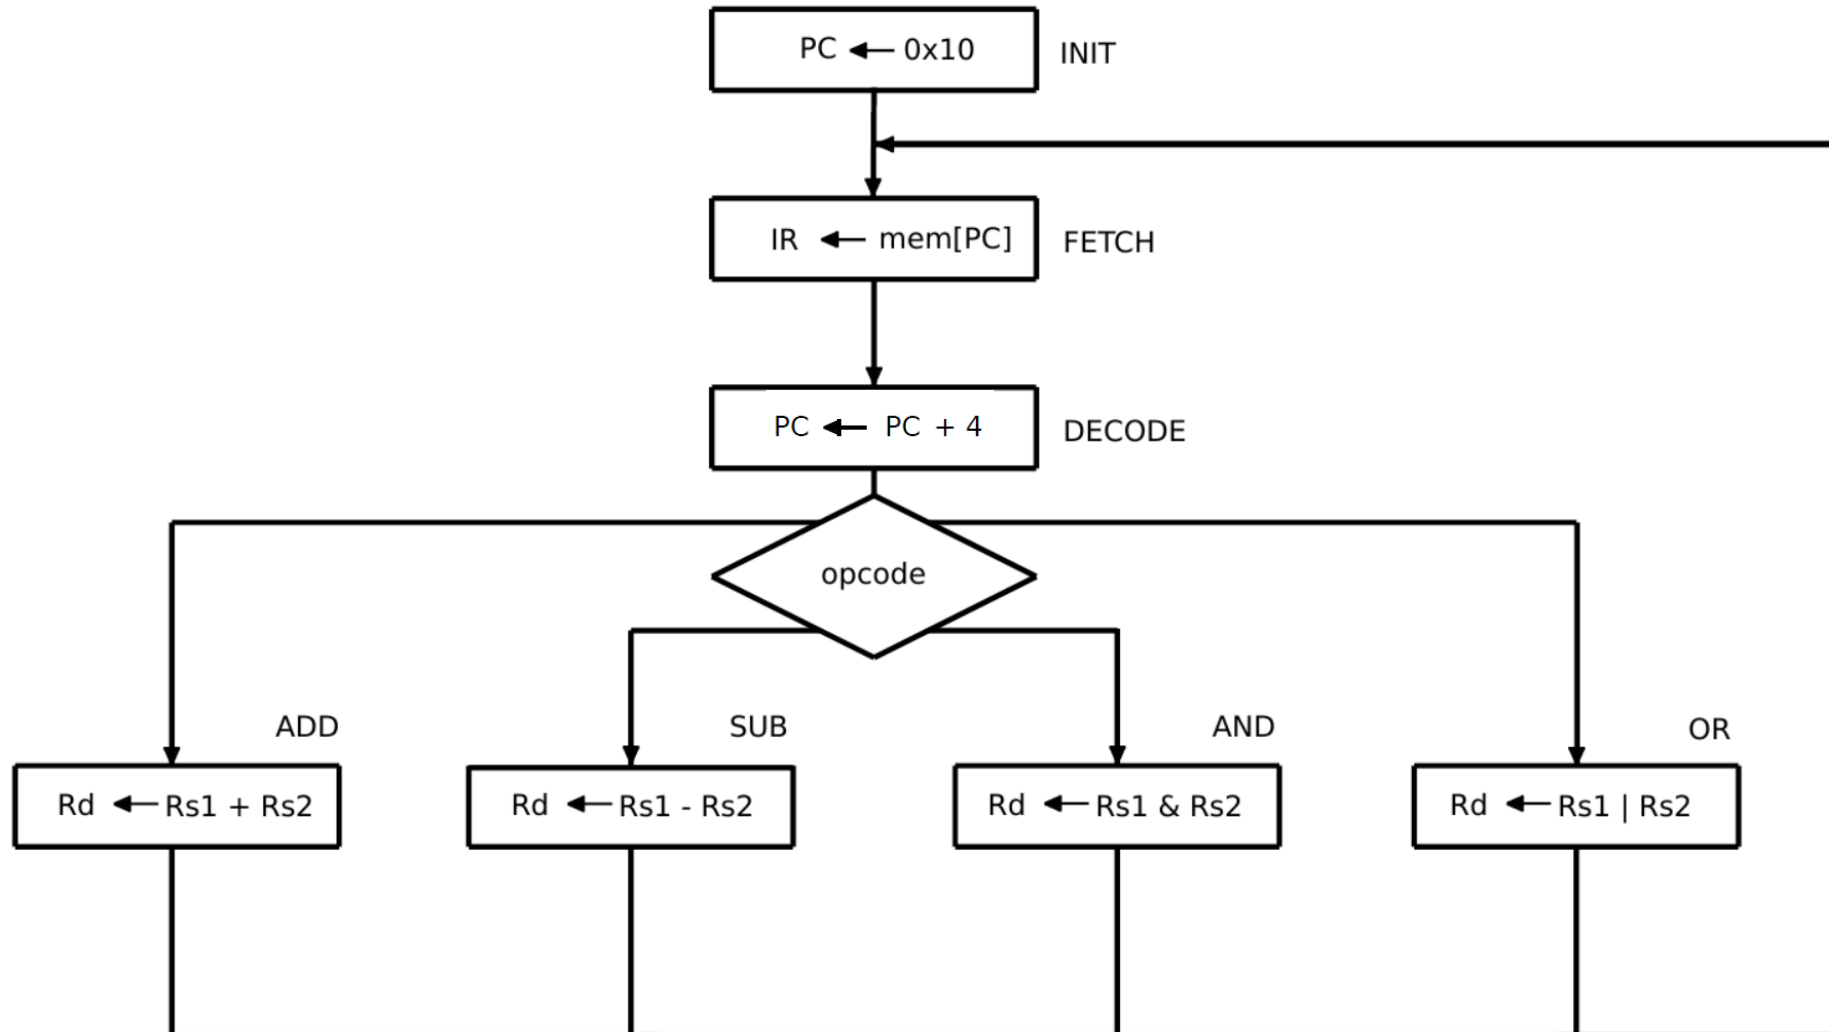 PC ← 0x10
INIT
IR ← mem[PC]
FETCH
PC ← PC + 4
DECODE
opcode
ADD
SUB
AND
OR
Rd ← Rs1 + Rs2
Rd ← Rs1 - Rs2
Rd ← Rs1 & Rs2
Rd ← Rs1 | Rs2